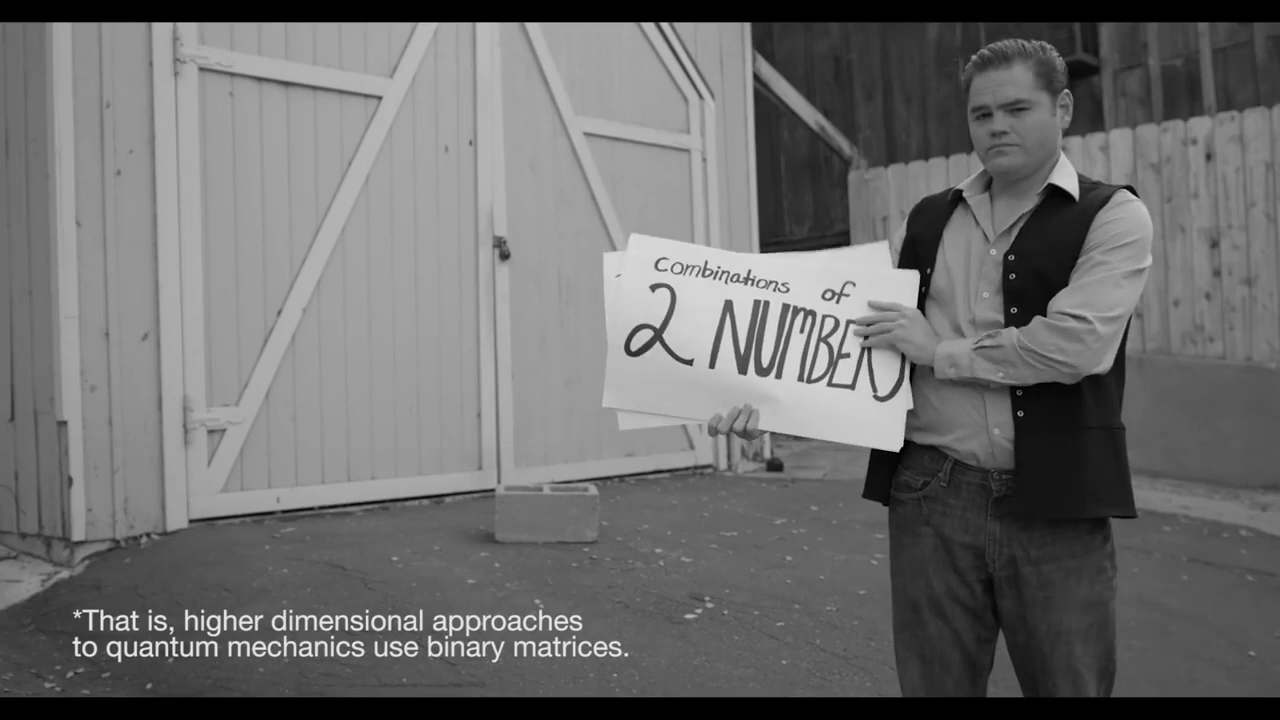 Combinations of
2 NUMBERS
*That is, higher dimensional approaches
to quantum mechanics use binary matrices.